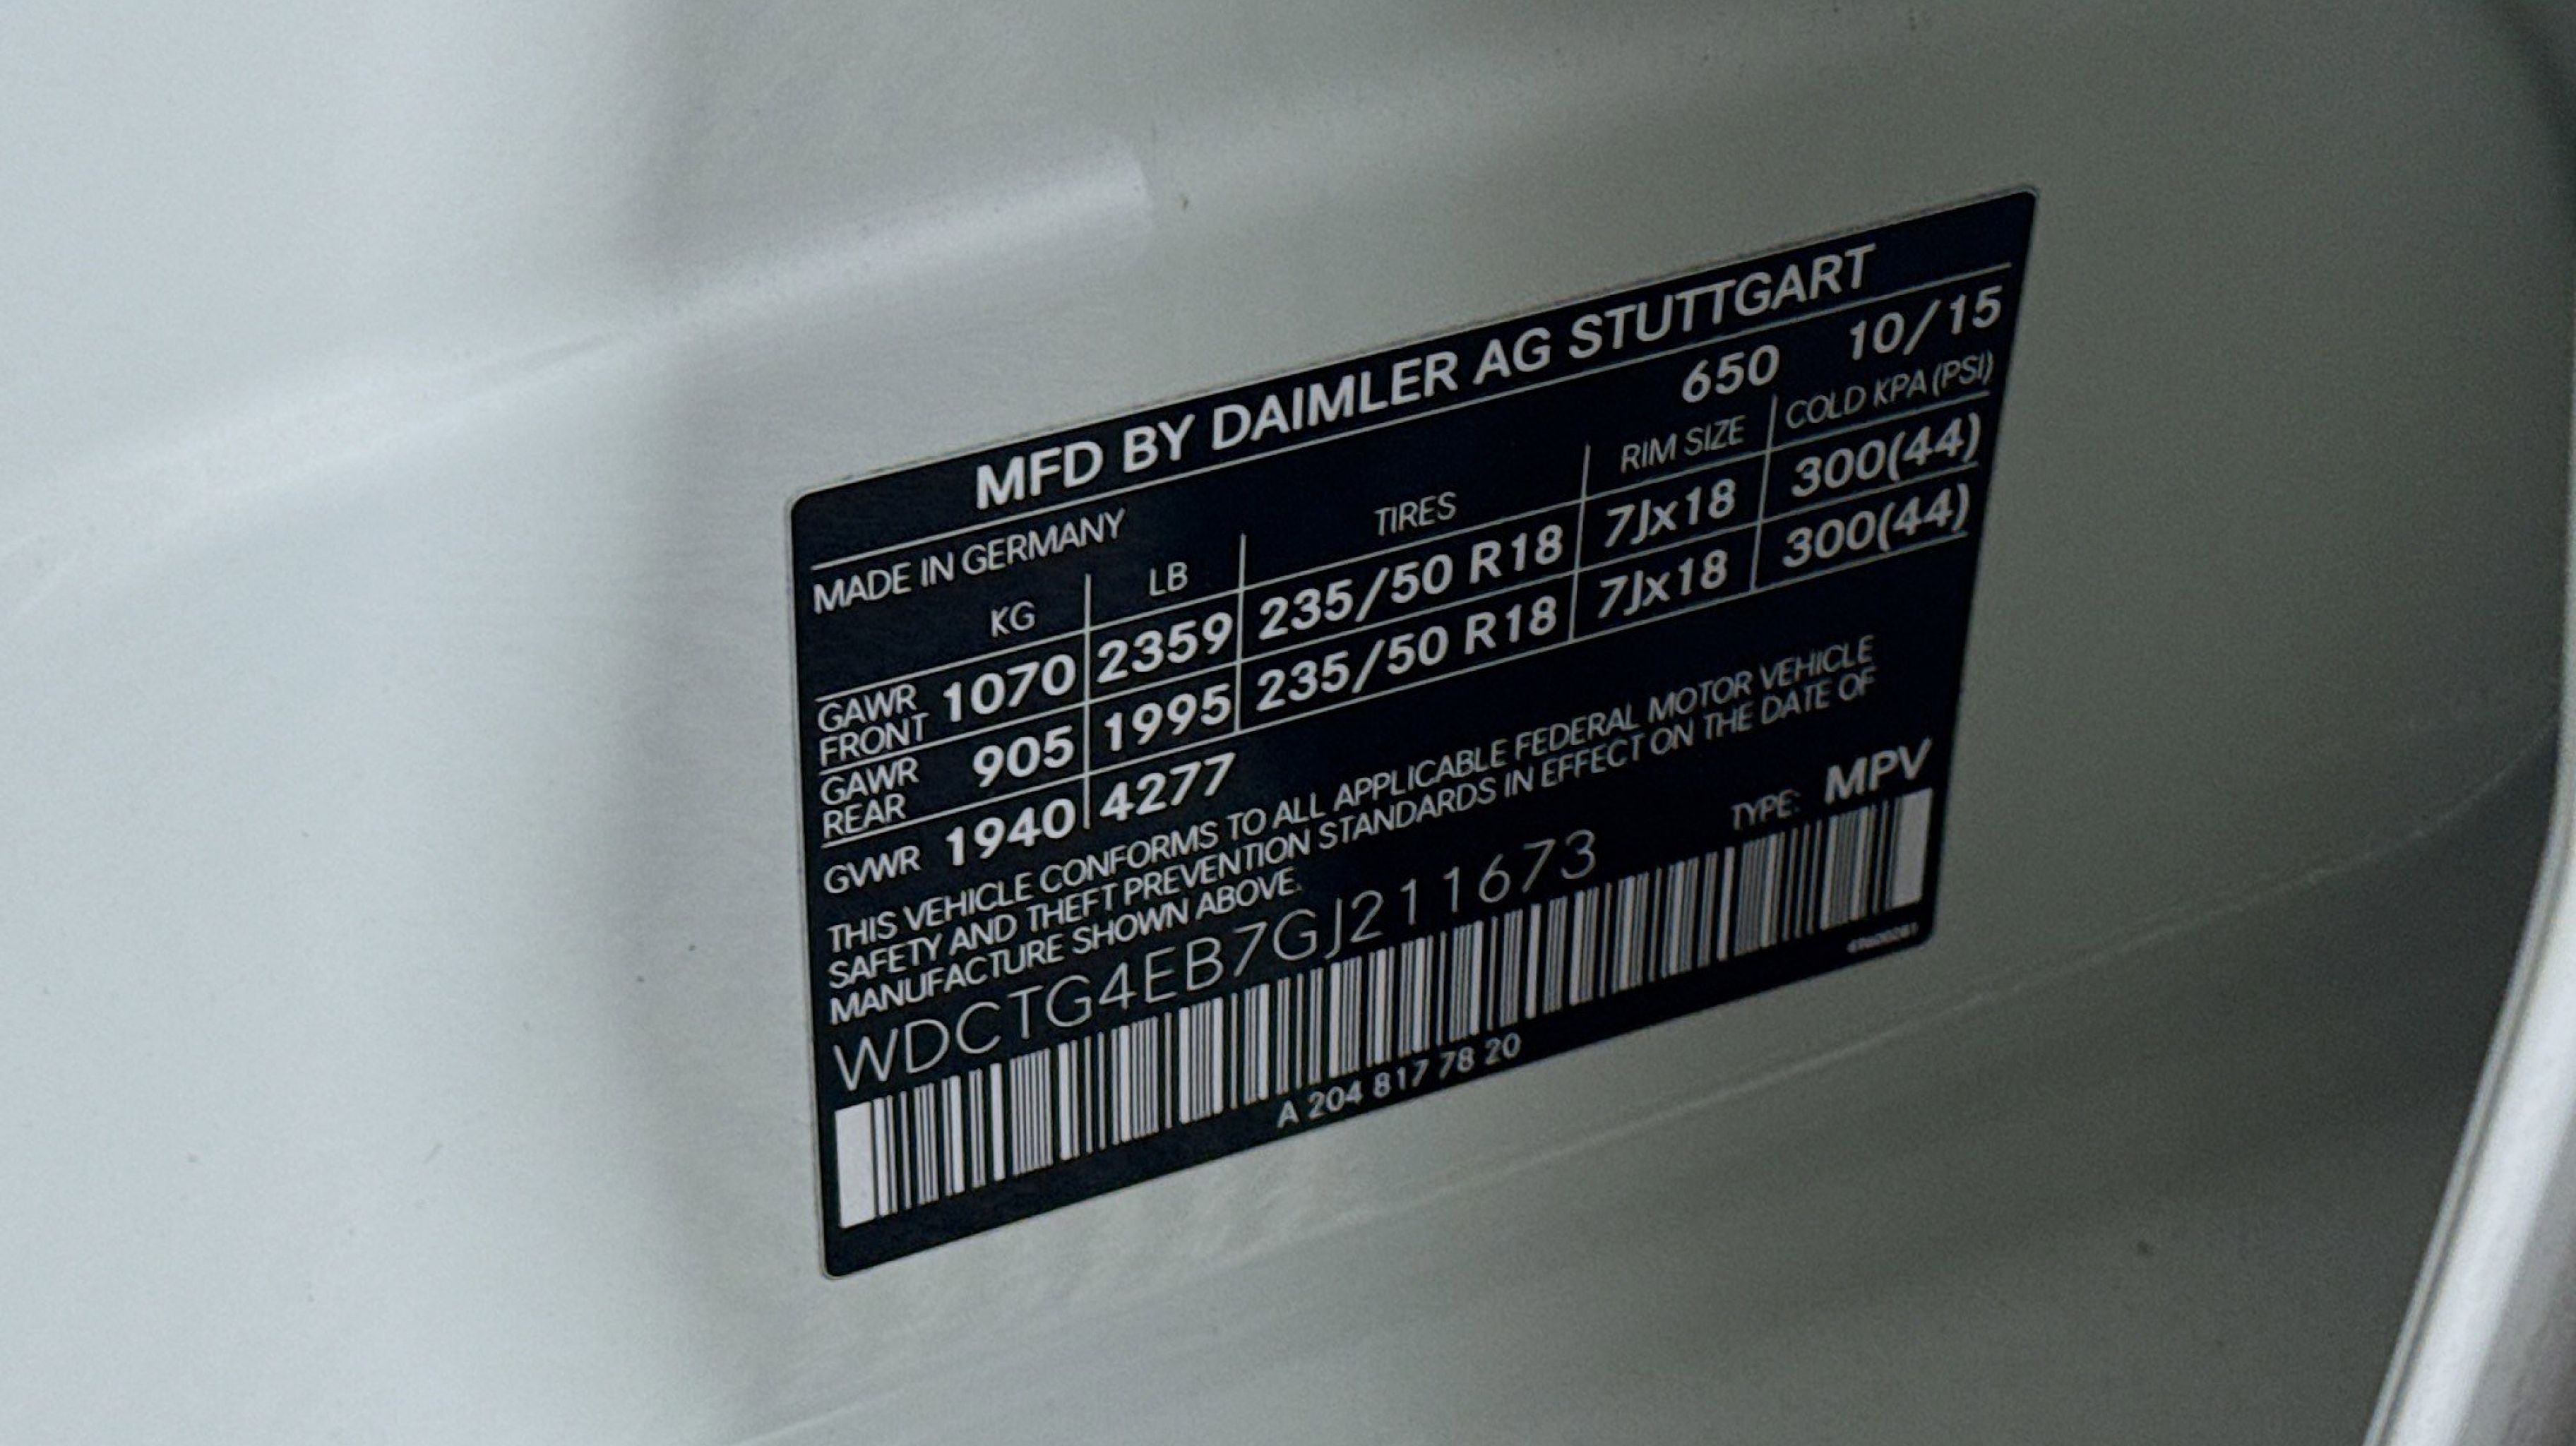 MFD BY DAIMLER AG STUTTGART
MADE IN GERMANY 650 10/15
KG LB TIRES RIM SIZE COLD KPA (PSI)
GAWR FRONT 1070 2359 235/50 R18 7Jx18 300(44)
GAWR REAR 905 1995 235/50 R18 7Jx18 300(44)
GVWR 1940 4277
THIS VEHICLE CONFORMS TO ALL APPLICABLE FEDERAL MOTOR VEHICLE
SAFETY AND THEFT PREVENTION STANDARDS IN EFFECT ON THE DATE OF
MANUFACTURE SHOWN ABOVE.
TYPE: MPV
WDCTG4EB7GJ211673
A 204 817 78 20